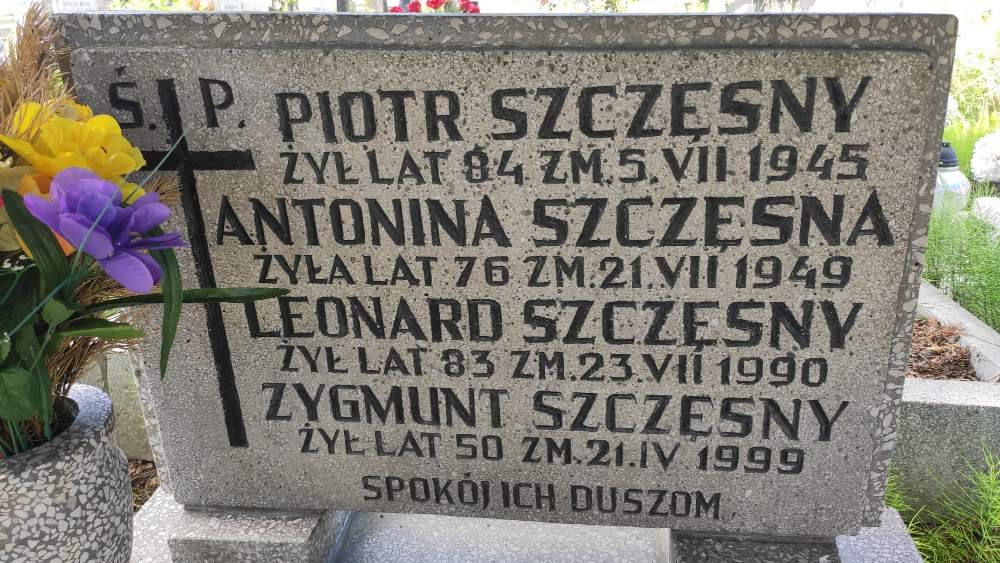 Ś. P.
PIOTR SZCZĘSNY
ŻYŁ LAT 84 ZM. 5. VII 1945
ANTONINA SZCZĘSNA
ŻYŁA LAT 76 ZM. 21. VII 1949
LEONARD SZCZĘSNY
ŻYŁ LAT 83 ZM. 23. VII 1990
ZYGMUNT SZCZĘSNY
ŻYŁ LAT 50 ZM. 21. IV 1999
SPOKÓJ ICH DUSZOM